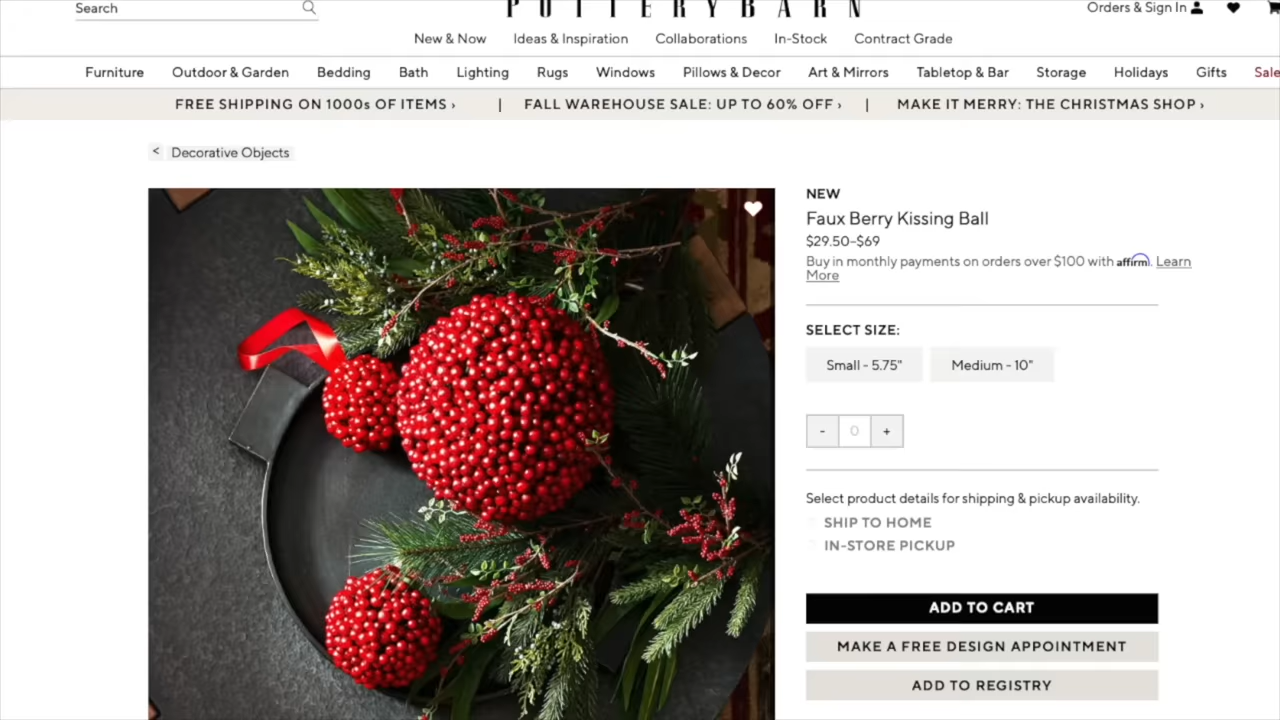 Search
POTTERYBARN
Orders & Sign In
New & Now Ideas & Inspiration Collaborations In-Stock Contract Grade
Furniture Outdoor & Garden Bedding Bath Lighting Rugs Windows Pillows & Decor Art & Mirrors Tabletop & Bar Storage Holidays Gifts Sale
FREE SHIPPING ON 1000s OF ITEMS › | FALL WAREHOUSE SALE: UP TO 60% OFF › | MAKE IT MERRY: THE CHRISTMAS SHOP ›
< Decorative Objects
NEW
Faux Berry Kissing Ball
$29.50–$69
Buy in monthly payments on orders over $100 with affirm. Learn
More
SELECT SIZE:
Small - 5.75" Medium - 10"
- 0 +
Select product details for shipping & pickup availability.
SHIP TO HOME
IN-STORE PICKUP
ADD TO CART
MAKE A FREE DESIGN APPOINTMENT
ADD TO REGISTRY